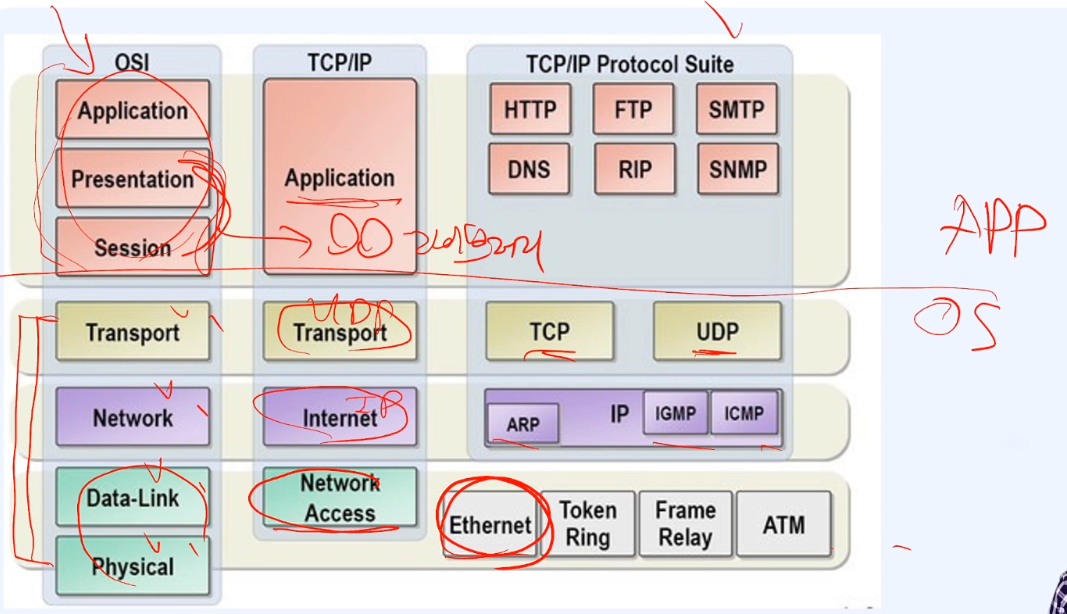 OSI
TCP/IP
TCP/IP Protocol Suite
Application
Presentation
Session
Application
HTTP
FTP
SMTP
DNS
RIP
SNMP
APP
OS
Transport
UDP
Transport
TCP
UDP
Network
IP
Internet
ARP
IP
IGMP
ICMP
Data-Link
Physical
Network
Access
Ethernet
Token
Ring
Frame
Relay
ATM